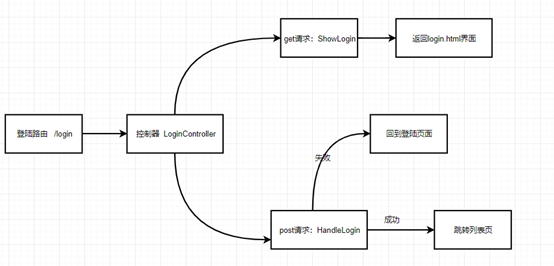 get请求：ShowLogin
返回login.html界面
登陆路由 /login
控制器 LoginController
回到登陆页面
失败
post请求：HandleLogin
成功
跳转列表页